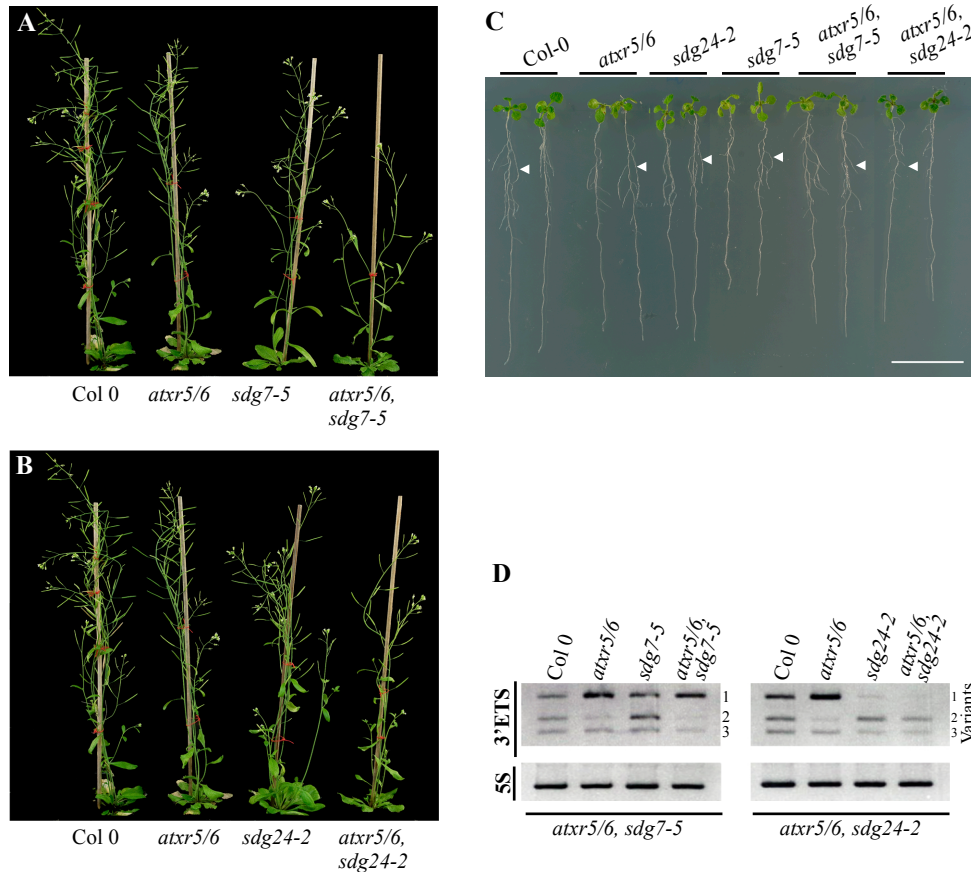 A
Col 0 atxr5/6 sdg7-5 atxr5/6,
sdg7-5
B
Col 0 atxr5/6 sdg24-2 atxr5/6,
sdg24-2
C
Col-0 atxr5/6 sdg24-2 sdg7-5 atxr5/6, atxr5/6,
sdg7-5 sdg24-2
D
Col 0 atxr5/6 sdg7-5 atxr5/6,
sdg7-5
3'ETS
1
2
3
5S
atxr5/6, sdg7-5
Col 0 atxr5/6 sdg24-2 atxr5/6,
sdg24-2
1
2
3
Variants
atxr5/6, sdg24-2